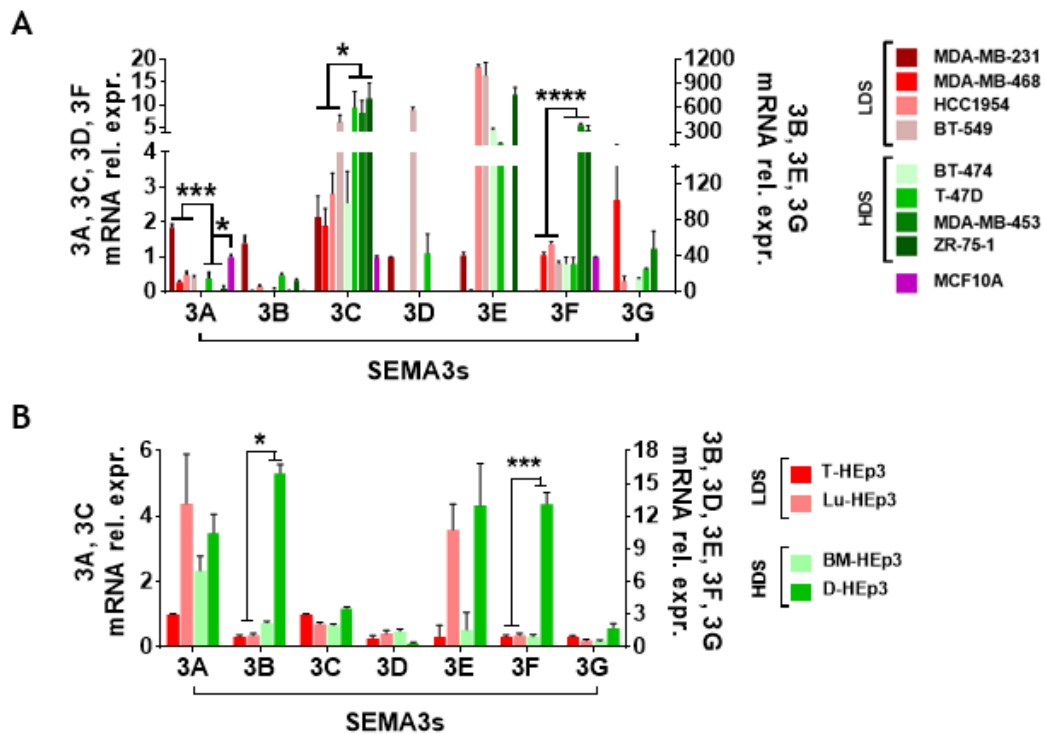 A
3A, 3C, 3D, 3F
mRNA rel. expr.
20
15
10
5
4
3
2
1
0
***
*
*
****
1200
900
600
300
120
80
40
0
3B, 3E, 3G
mRNA rel. expr.
3A 3B 3C 3D 3E 3F 3G
SEMA3s
LDS
MDA-MB-231
MDA-MB-468
HCC1954
BT-549
HDS
BT-474
T-47D
MDA-MB-453
ZR-75-1
MCF10A
B
3A, 3C
mRNA rel. expr.
6
4
2
0
*
***
18
15
12
9
6
3
0
3B, 3D, 3E, 3F, 3G
mRNA rel. expr.
3A 3B 3C 3D 3E 3F 3G
SEMA3s
LDS
T-HEp3
Lu-HEp3
HDS
BM-HEp3
D-HEp3